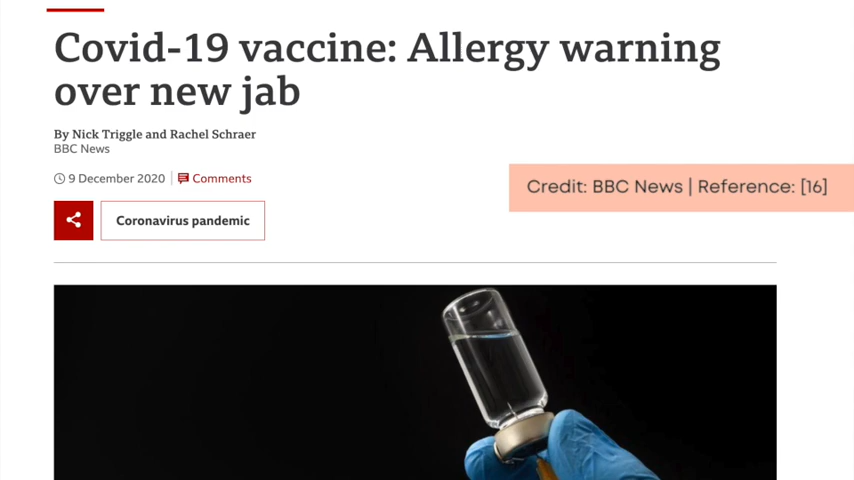 Covid-19 vaccine: Allergy warning
over new jab
By Nick Triggle and Rachel Schraer
BBC News
9 December 2020 | Comments
Credit: BBC News | Reference: [16]
Coronavirus pandemic